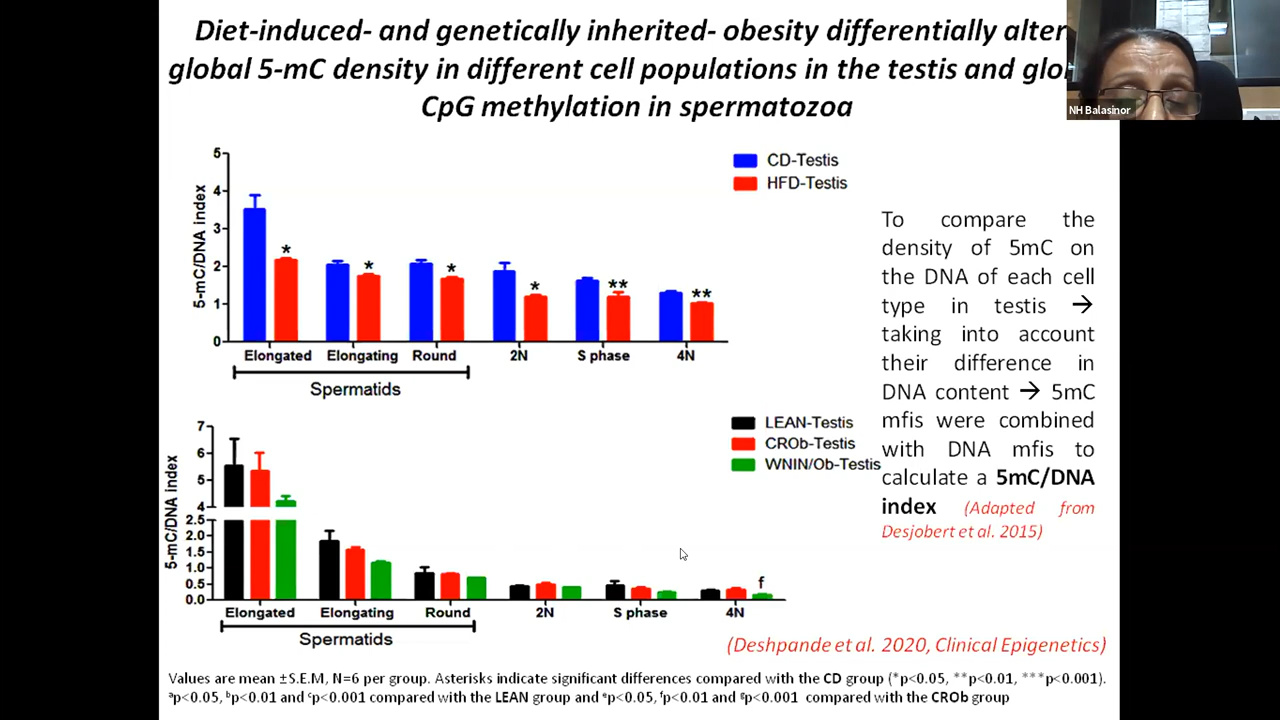 Diet-induced- and genetically inherited- obesity differentially alter
global 5-mC density in different cell populations in the testis and
CpG methylation in spermatozoa
NH Balasinor
5-mC/DNA index
5
4
3
2
1
0
CD-Testis
HFD-Testis
* * * * ** **
Elongated Elongating Round 2N S phase 4N
Spermatids
5-mC/DNA index
7
6
5
4
2.5
2.0
1.5
1.0
0.5
0.0
LEAN-Testis
CROb-Testis
WNIN/Ob-Testis
f
Elongated Elongating Round 2N S phase 4N
Spermatids
To compare the
density of 5mC on
the DNA of each cell
type in testis →
taking into account
their difference in
DNA content → 5mC
mfis were combined
with DNA mfis to
calculate a 5mC/DNA
index (Adapted from
Desjobert et al. 2015)
(Deshpande et al. 2020, Clinical Epigenetics)
Values are mean ±S.E.M, N=6 per group. Asterisks indicate significant differences compared with the CD group (*p<0.05, **p<0.01, ***p<0.001).
ᵃp<0.05, ᵇp<0.01 and ᶜp<0.001 compared with the LEAN group and ᵉp<0.05, ᶠp<0.01 and ᵍp<0.001 compared with the CROb group